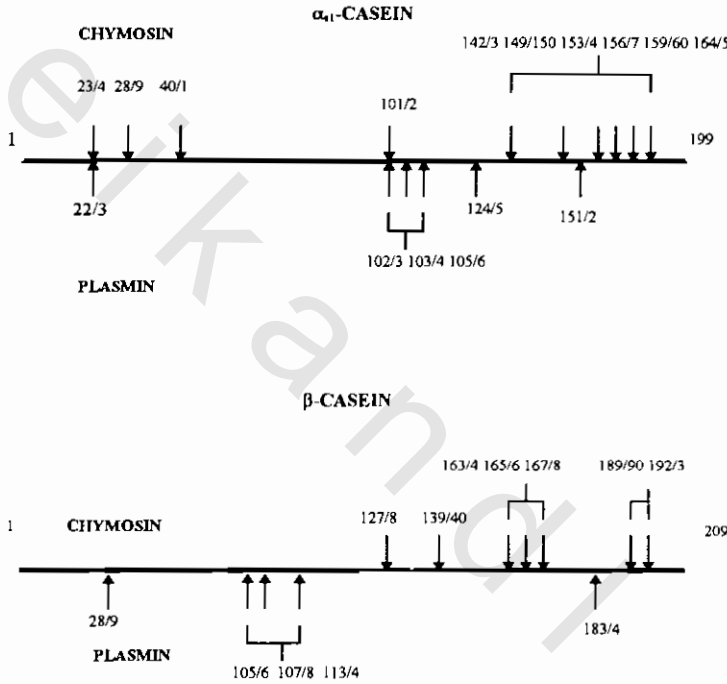 α_s1-CASEIN
CHYMOSIN
142/3 149/150 153/4 156/7 159/60 164/5
23/4 28/9 40/1
101/2
1
199
22/3
124/5
151/2
102/3 103/4 105/6
PLASMIN
β-CASEIN
163/4 165/6 167/8
189/90 192/3
127/8
139/40
1
CHYMOSIN
209
28/9
183/4
PLASMIN
105/6 107/8 113/4
eikandl